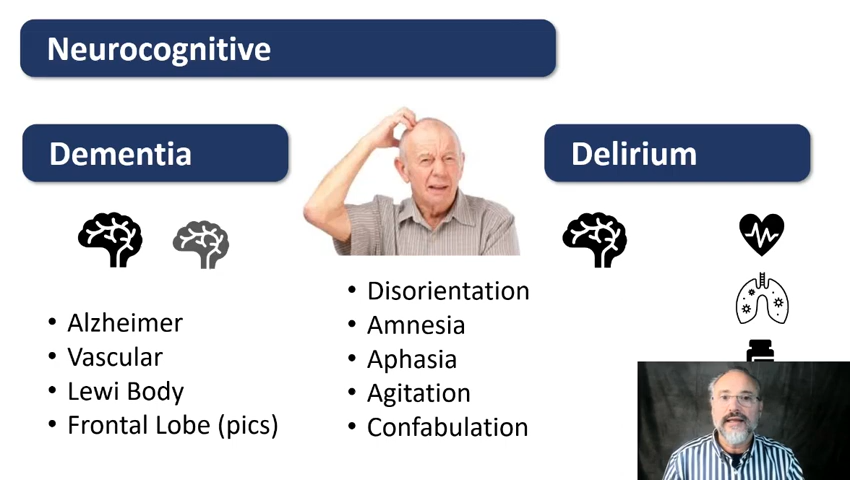 Neurocognitive
Dementia
Delirium
• Alzheimer
• Vascular
• Lewi Body
• Frontal Lobe (pics)
• Disorientation
• Amnesia
• Aphasia
• Agitation
• Confabulation